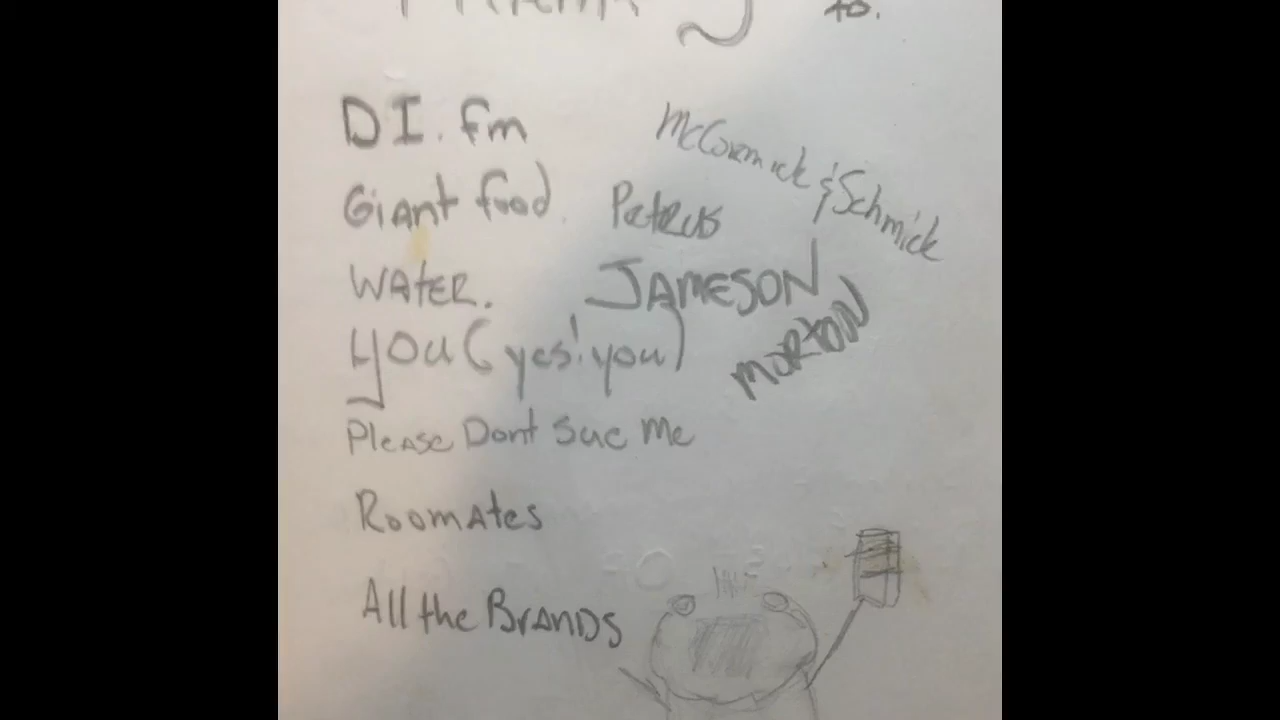 to.
DI.fm
McCormick & Schmick
Giant food.
Petrus
WAtER.
JAMESON
MORTON
you (yes! you)
Please Dont Sue Me
RoomAtes
All the BrANDS